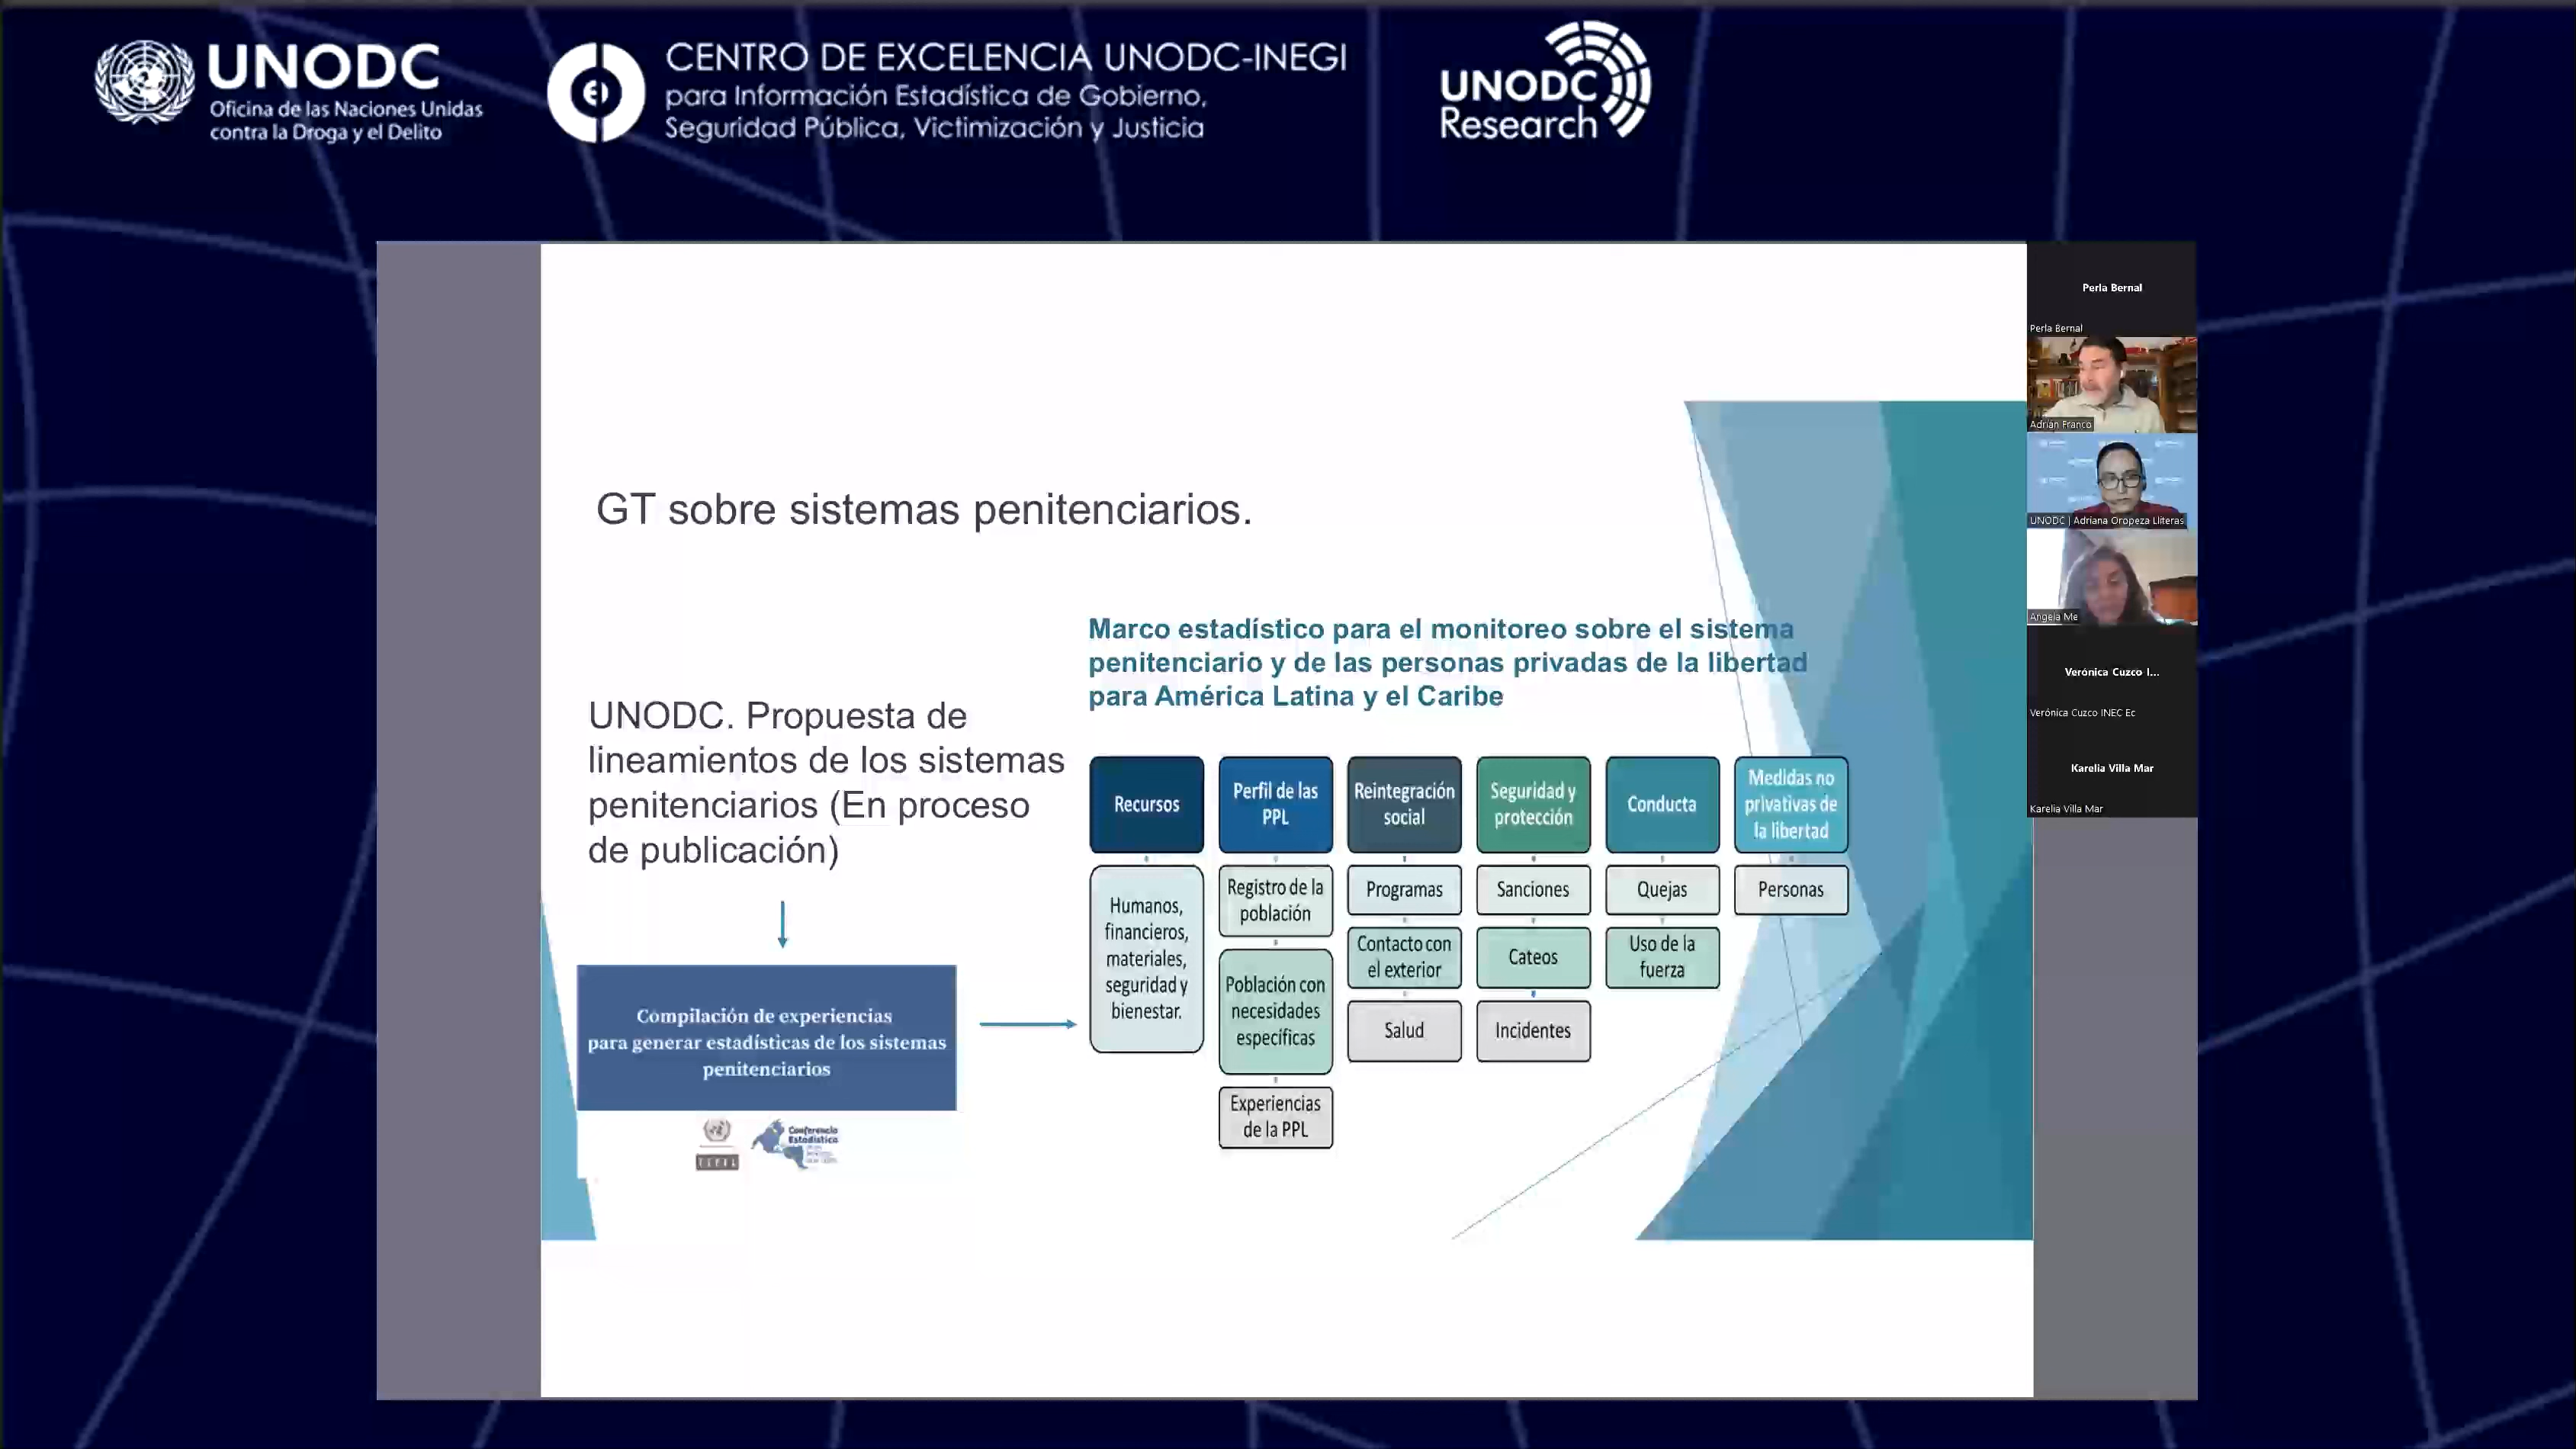 UNODC
Oficina de las Naciones Unidas
contra la Droga y el Delito
CENTRO DE EXCELENCIA UNODC-INEGI
para Información Estadística de Gobierno,
Seguridad Pública, Victimización y Justicia
UNODC
Research
GT sobre sistemas penitenciarios.
UNODC. Propuesta de
lineamientos de los sistemas
penitenciarios (En proceso
de publicación)
Compilación de experiencias
para generar estadísticas de los sistemas
penitenciarios
CEPAL
Conferencia
Estadística
Marco estadístico para el monitoreo sobre el sistema
penitenciario y de las personas privadas de la libertad
para América Latina y el Caribe
Recursos
Humanos,
financieros,
materiales,
seguridad y
bienestar.
Perfil de las
PPL
Registro de la
población
Población con
necesidades
específicas
Experiencias
de la PPL
Reintegración
social
Programas
Contacto con
el exterior
Salud
Seguridad y
protección
Sanciones
Cateos
Incidentes
Conducta
Quejas
Uso de la
fuerza
Medidas no
privativas de
la libertad
Personas
Perla Bernal
Perla Bernal
Adrián Franco
UNODC | Adriana Oropeza Lliteras
Angela Me
Verónica Cuzco I...
Verónica Cuzco INEC Ec
Karelia Villa Mar
Karelia Villa Mar